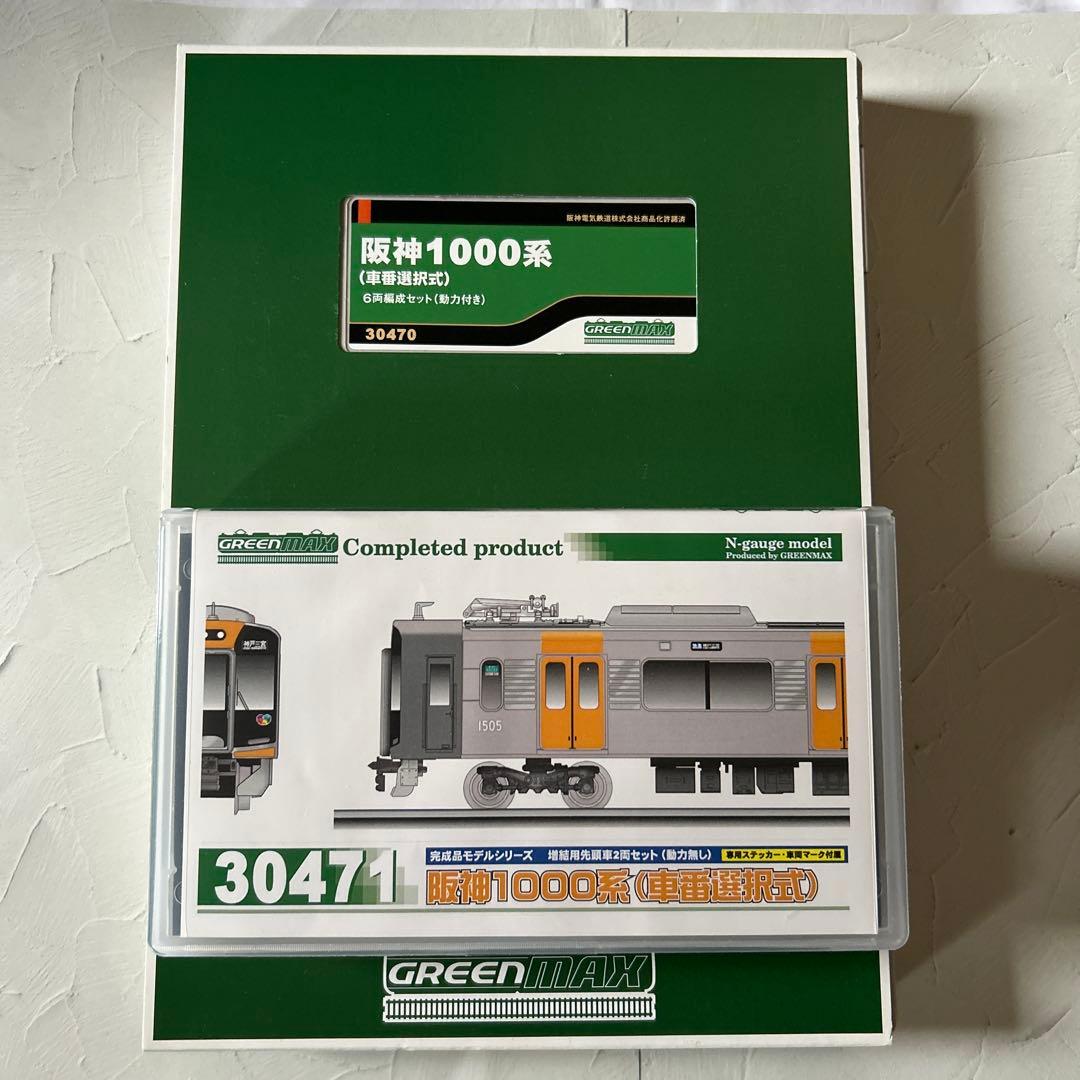 阪神電気鉄道株式会社商品化許諾済
阪神1000系
(車番選択式)
6両編成セット(動力付き)
30470
GREENMAX
GREENMAX Completed product
N-gauge model
Produced by GREENMAX
神戸三宮
1505
30471
完成品モデルシリーズ 増結用先頭車2両セット(動力無し) 専用ステッカー・車両マーク付属
阪神1000系(車番選択式)
GREENMAX